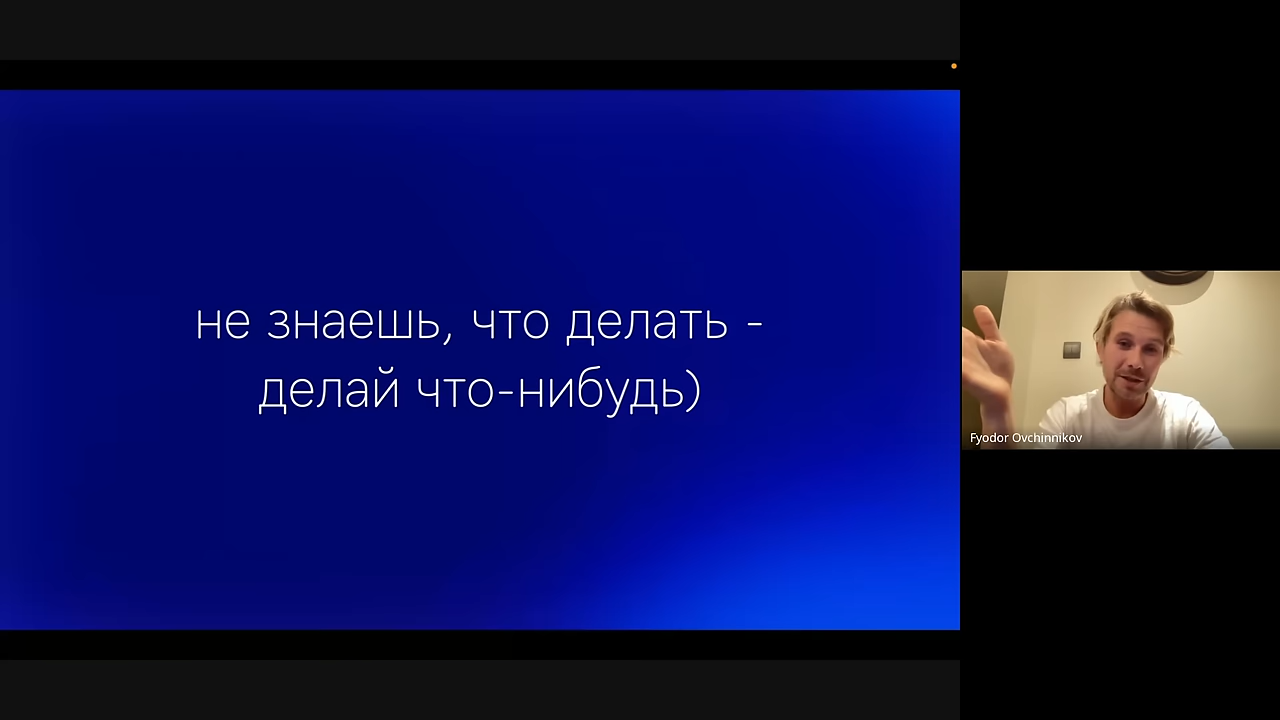 не знаешь, что делать -
делай что-нибудь)
Fyodor Ovchinnikov